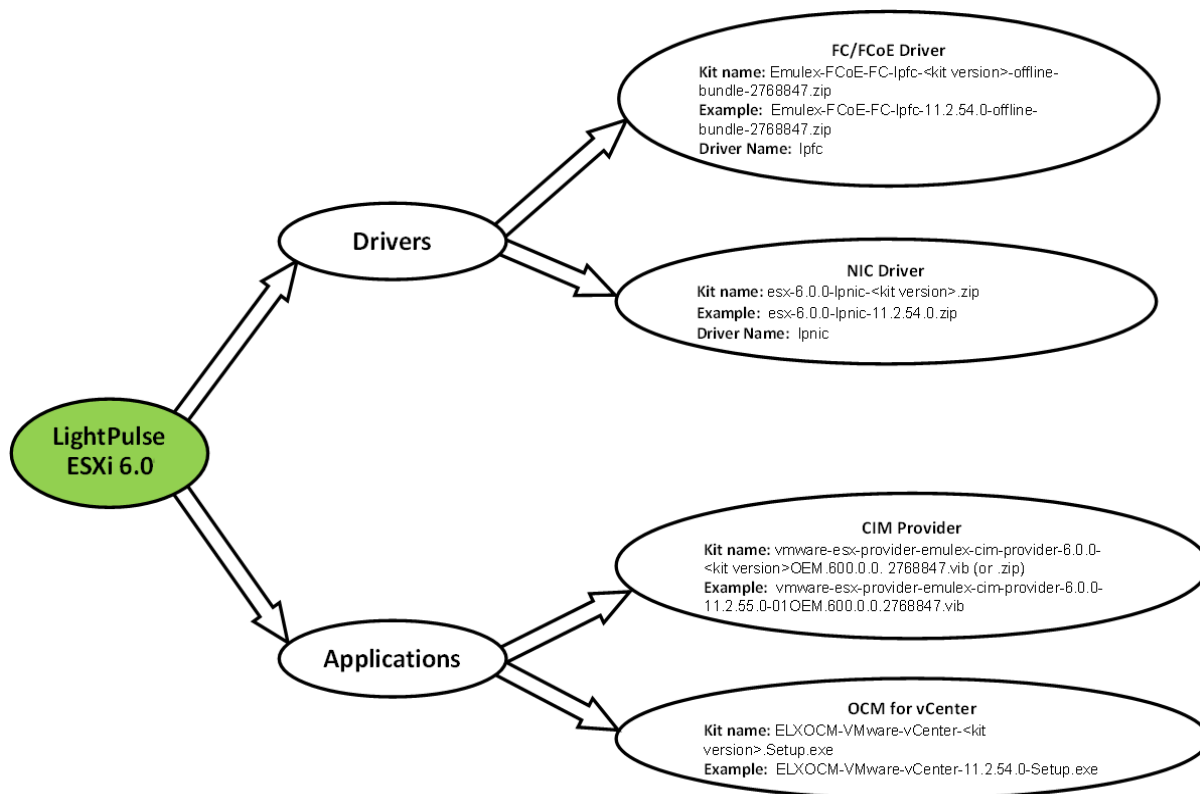 FC/FCoE Driver
Kit name: Emulex-FCoE-FC-lpfc-<kit version>-offline-
bundle-2768847.zip
Example: Emulex-FCoE-FC-lpfc-11.2.54.0-offline-
bundle-2768847.zip
Driver Name: lpfc
Drivers
NIC Driver
Kit name: esx-6.0.0-lpnic-<kit version>.zip
Example: esx-6.0.0-lpnic-11.2.54.0.zip
Driver Name: lpnic
LightPulse
ESXi 6.0
CIM Provider
Kit name: vmware-esx-provider-emulex-cim-provider-6.0.0-
<kit version>OEM.600.0.0. 2768847.vib (or .zip)
Example: vmware-esx-provider-emulex-cim-provider-6.0.0-
11.2.55.0-01OEM.600.0.0.2768847.vib
Applications
OCM for vCenter
Kit name: ELXOCM-VMware-vCenter-<kit
version>.Setup.exe
Example: ELXOCM-VMware-vCenter-11.2.54.0-Setup.exe